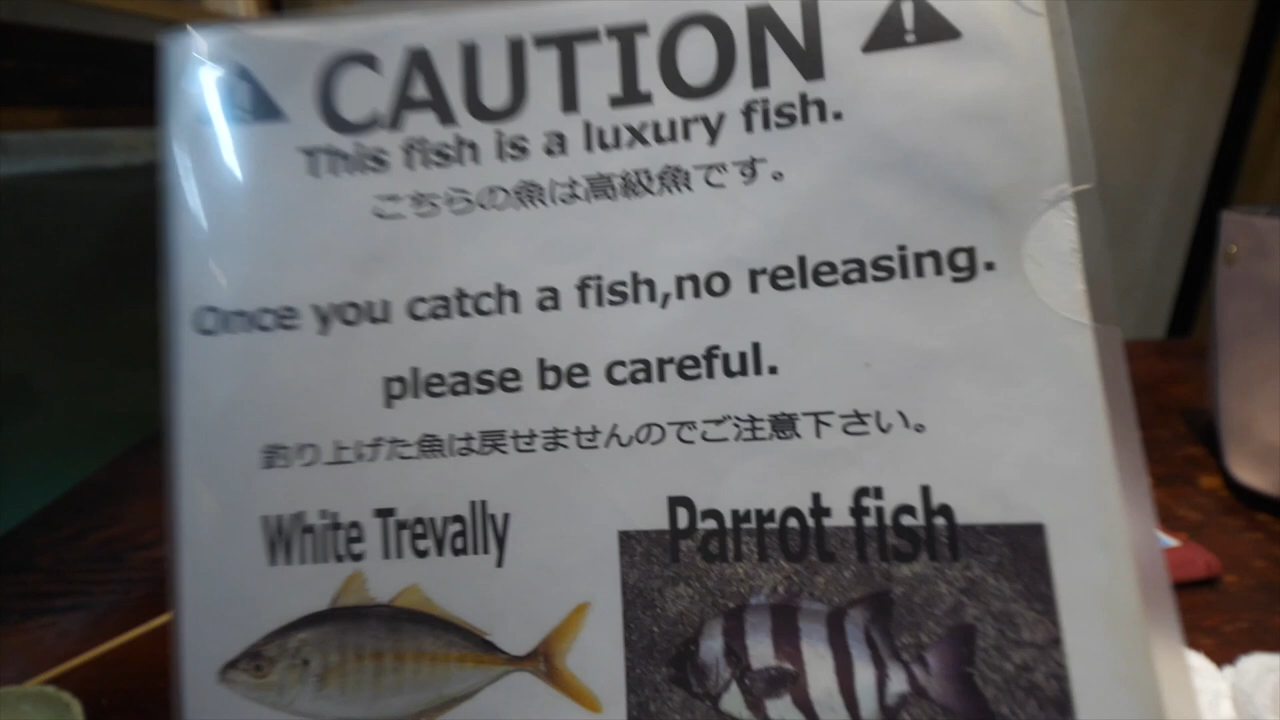 CAUTION
This fish is a luxury fish.
こちらの魚は高級魚です。
Once you catch a fish,no releasing.
please be careful.
釣り上げた魚は戻せませんのでご注意下さい。
White Trevally
Parrot fish